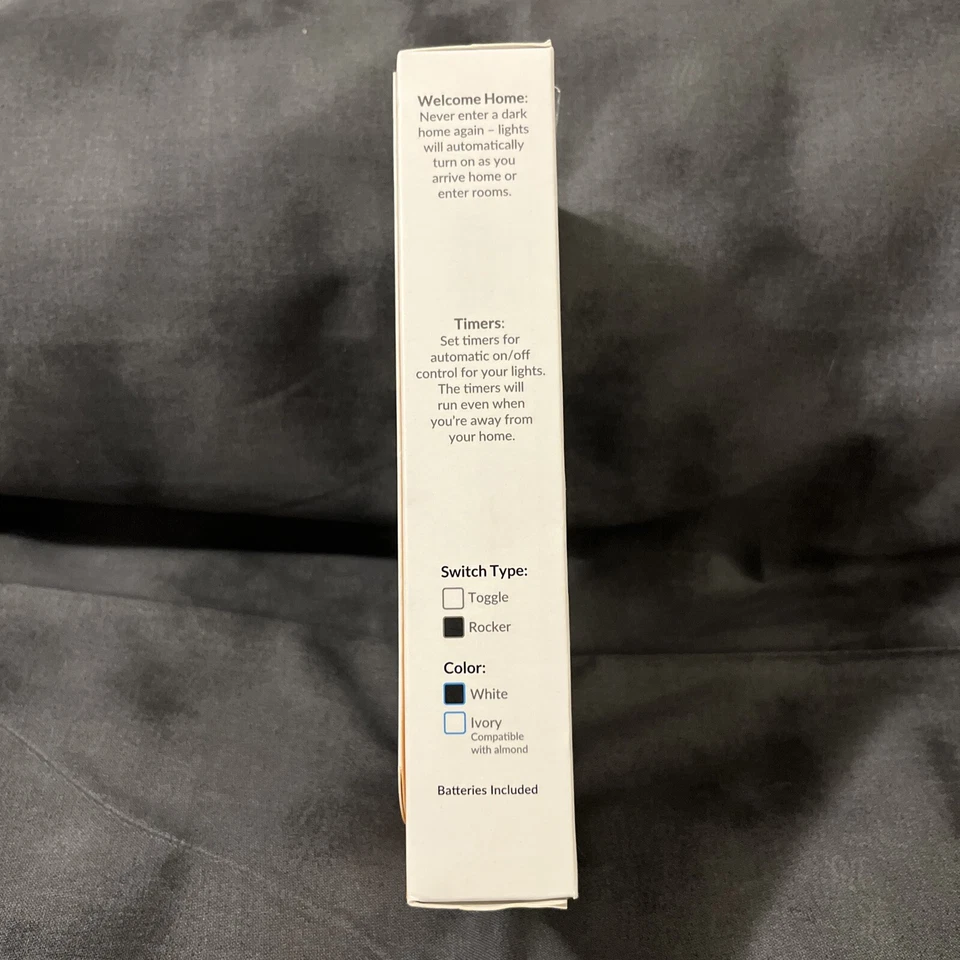 Welcome Home:
Never enter a dark
home again – lights
will automatically
turn on as you
arrive home or
enter rooms.
Timers:
Set timers for
automatic on/off
control for your lights.
The timers will
run even when
you're away from
your home.
Switch Type:
Toggle
Rocker
Color:
White
Ivory
Compatible
with almond
Batteries Included